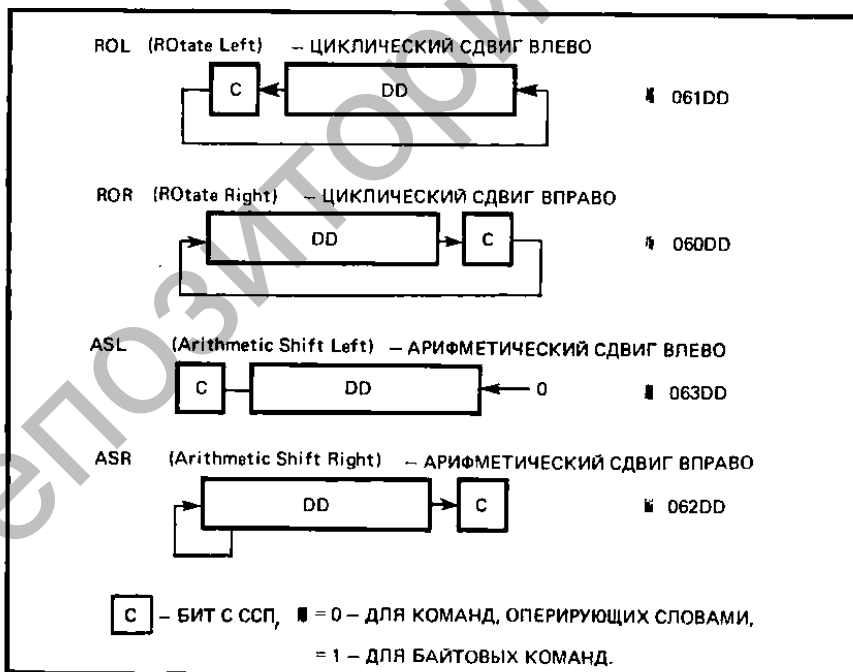 ROL (ROtate Left) – ЦИКЛИЧЕСКИЙ СДВИГ ВЛЕВО
C DD ■ 061DD
ROR (ROtate Right) – ЦИКЛИЧЕСКИЙ СДВИГ ВПРАВО
DD C ■ 060DD
ASL (Arithmetic Shift Left) – АРИФМЕТИЧЕСКИЙ СДВИГ ВЛЕВО
C DD 0 ■ 063DD
ASR (Arithmetic Shift Right) – АРИФМЕТИЧЕСКИЙ СДВИГ ВПРАВО
DD C ■ 062DD
C – БИТ С ССП, ■ = 0 – ДЛЯ КОМАНД, ОПЕРИРУЮЩИХ СЛОВАМИ,
= 1 – ДЛЯ БАЙТОВЫХ КОМАНД.